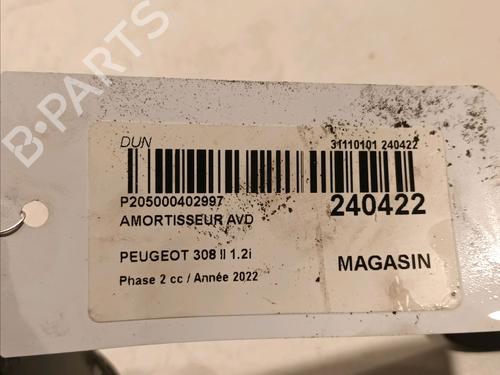 B-PARTS
DUN 31110101 240422
P205000402997 240422
AMORTISSEUR AVD
PEUGEOT 308 II 1.2i MAGASIN
Phase 2 cc / Année 2022